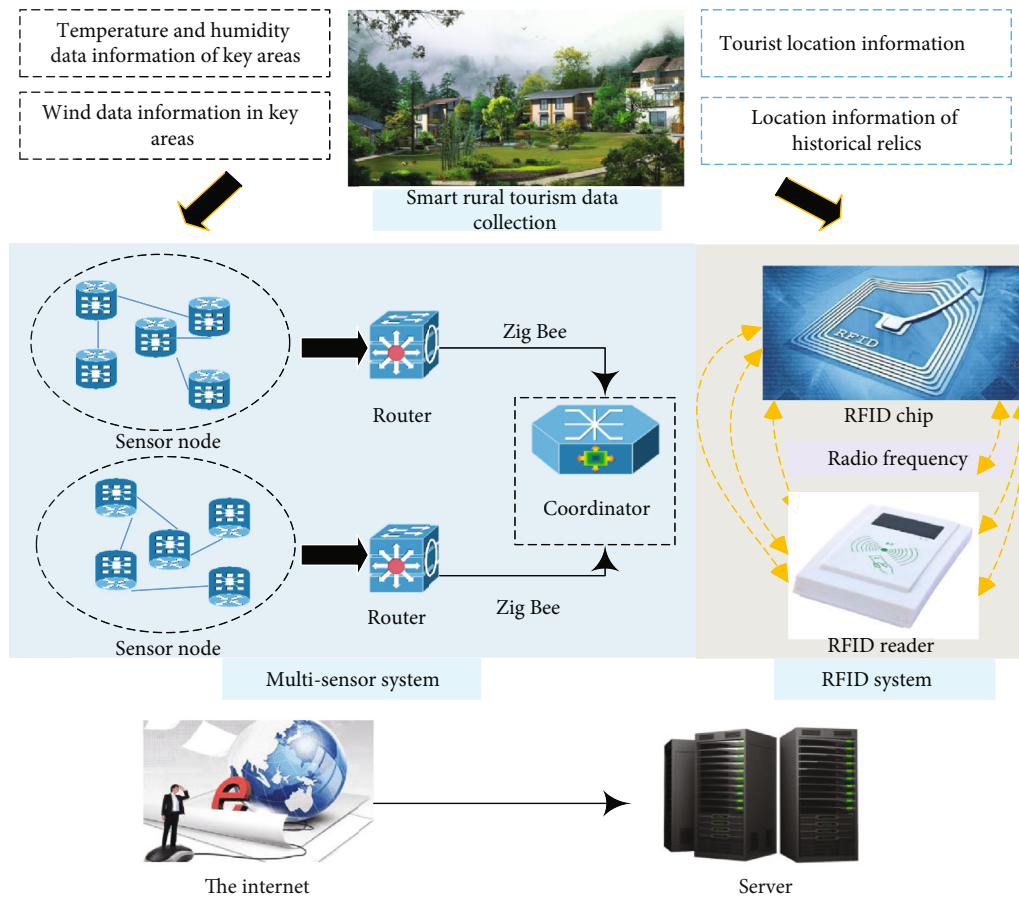 Temperature and humidity
data information of key areas
Wind data information in key
areas
Smart rural tourism data
collection
Tourist location information
Location information of
historical relics
Sensor node
Router
Zig Bee
Coordinator
Sensor node
Router
Zig Bee
Multi-sensor system
RFID
RFID chip
Radio frequency
RFID reader
RFID system
e
The internet
Server